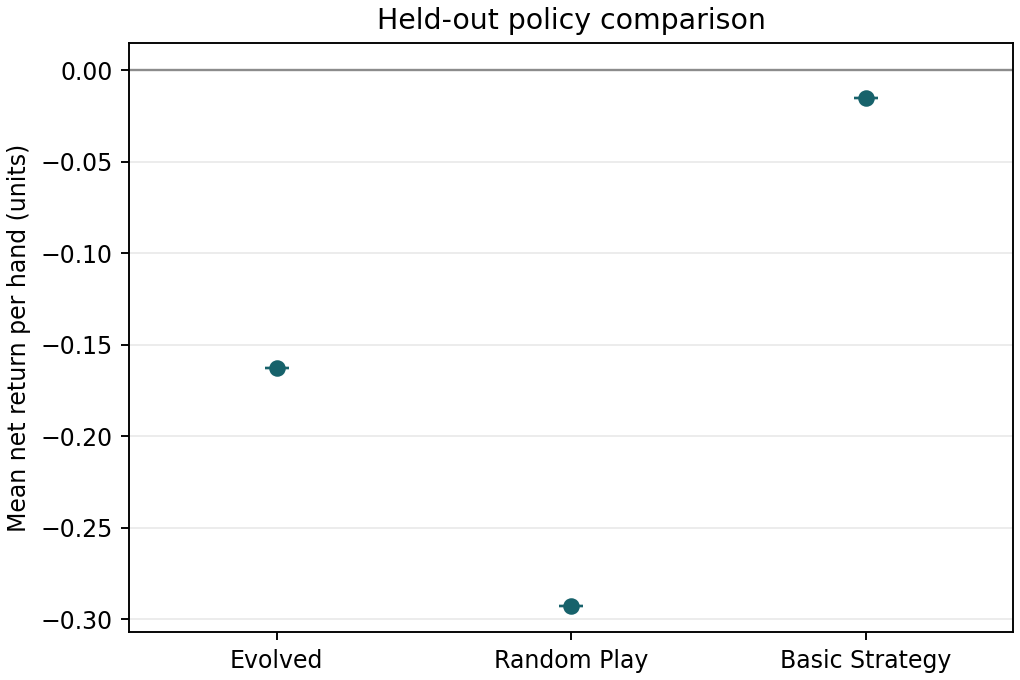 Held-out policy comparison
Mean net return per hand (units)
0.00
−0.05
−0.10
−0.15
−0.20
−0.25
−0.30
Evolved
Random Play
Basic Strategy